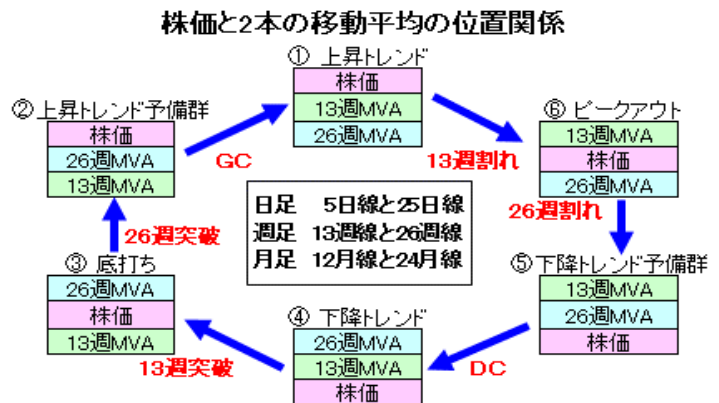 株価と2本の移動平均の位置関係
① 上昇トレンド
株価
13週MVA
26週MVA
② 上昇トレンド予備群
株価
26週MVA
13週MVA
GC
13週割れ
⑥ ピークアウト
13週MVA
株価
26週MVA
26週割れ
日足 5日線と25日線
週足 13週線と26週線
月足 12月線と24月線
26週突破
③ 底打ち
26週MVA
株価
13週MVA
⑤下降トレンド予備群
13週MVA
26週MVA
株価
④ 下降トレンド
26週MVA
13週MVA
株価
13週突破
DC